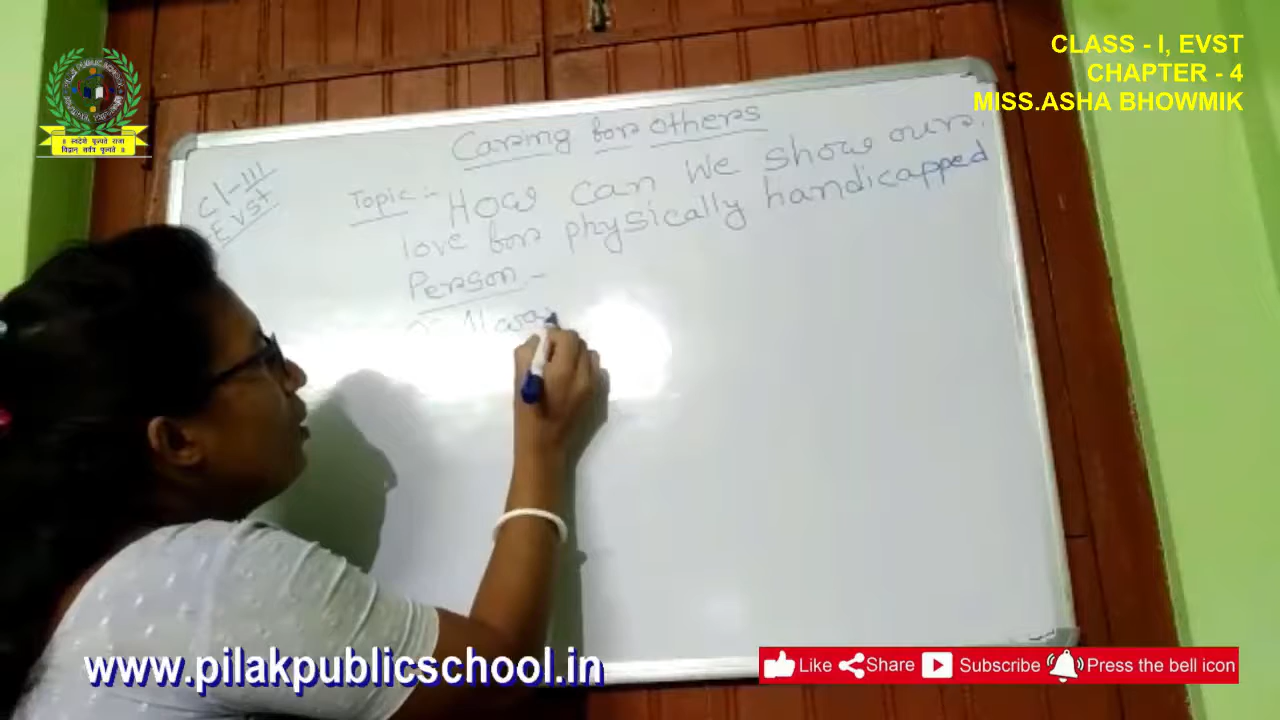 CLASS - I, EVST
CHAPTER - 4
MISS.ASHA BHOWMIK
Caring for others
Cl-III
EVST
Topic :- How can We show our
love for physically handicapped
Person -
www.pilakpublicschool.in
Like Share Subscribe Press the bell icon